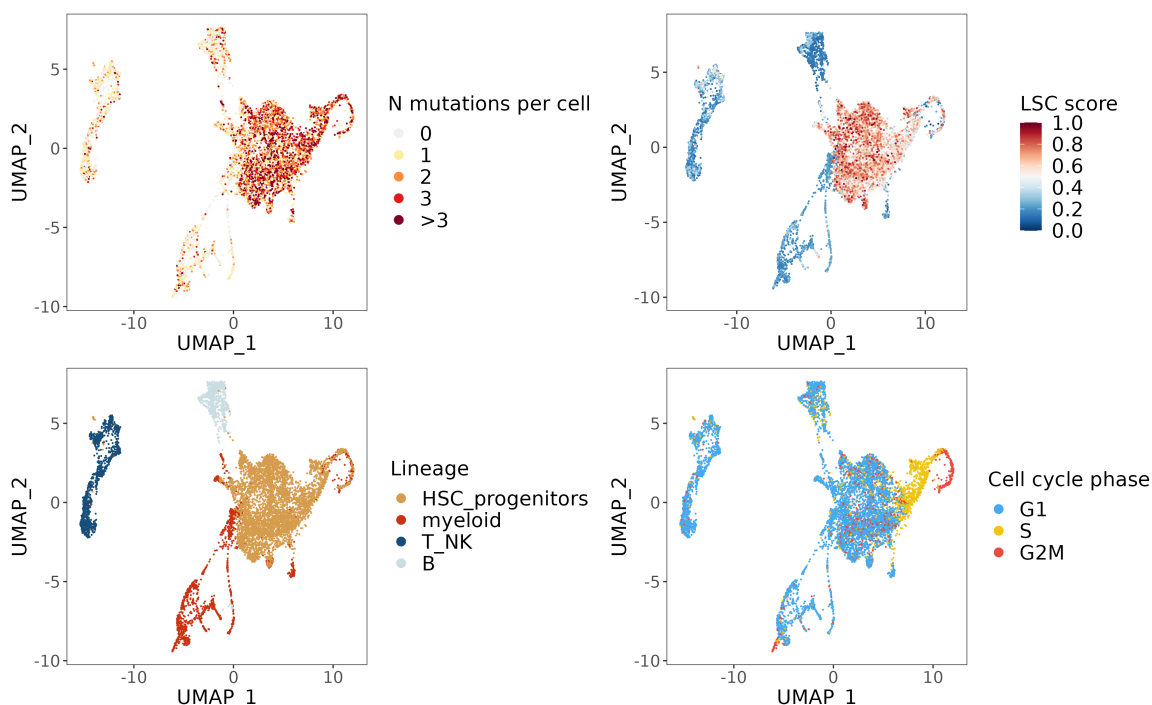 5
0
-5
-10
UMAP_2
-10
0
10
UMAP_1
N mutations per cell
0
1
2
3
>3
5
0
-5
-10
UMAP_2
-10
0
10
UMAP_1
LSC score
1.0
0.8
0.6
0.4
0.2
0.0
5
0
-5
-10
UMAP_2
-10
0
10
UMAP_1
Lineage
HSC_progenitors
myeloid
T_NK
B
5
0
-5
-10
UMAP_2
-10
0
10
UMAP_1
Cell cycle phase
G1
S
G2M